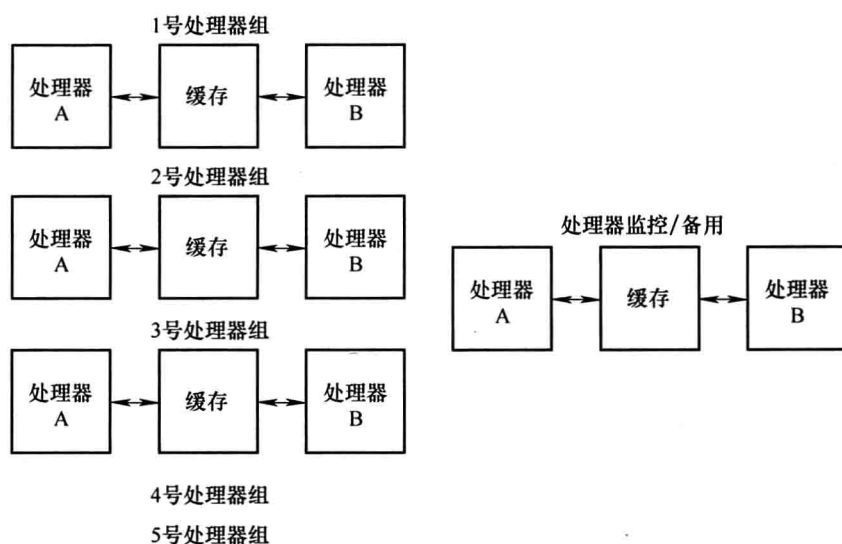 1号处理器组
处理器
A
缓存
处理器
B
2号处理器组
处理器
A
缓存
处理器
B
3号处理器组
处理器
A
缓存
处理器
B
4号处理器组
5号处理器组
处理器监控/备用
处理器
A
缓存
处理器
B